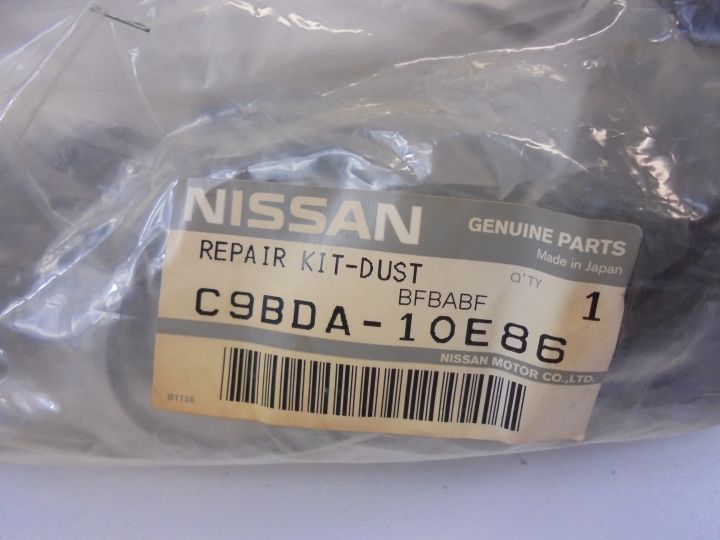 NISSAN
GENUINE PARTS
Made in Japan
REPAIR KIT-DUST
Q'TY
BFBABF
1
C9BDA-10E86
NISSAN MOTOR CO.,LTD.
B1156